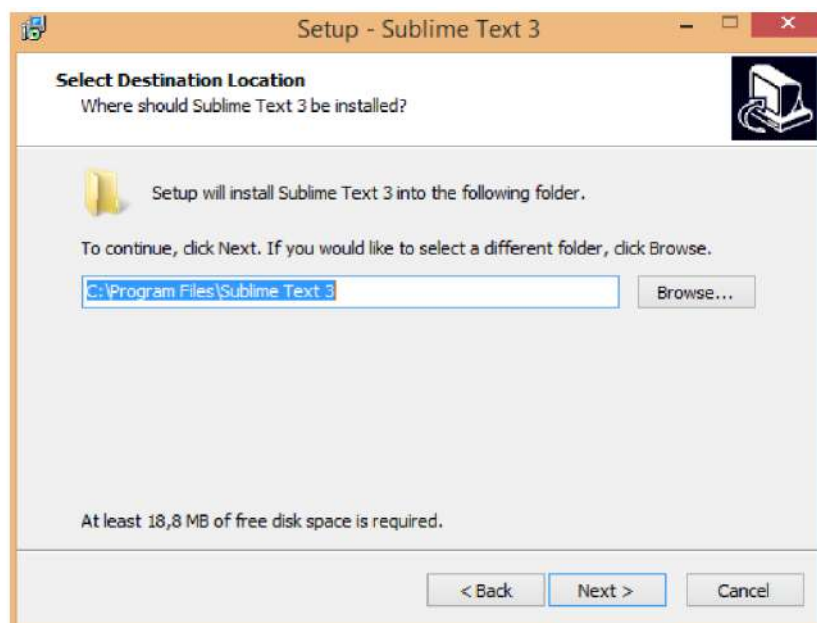 Setup - Sublime Text 3
Select Destination Location
Where should Sublime Text 3 be installed?
Setup will install Sublime Text 3 into the following folder.
To continue, click Next. If you would like to select a different folder, click Browse.
C:\Program Files\Sublime Text 3
Browse...
At least 18,8 MB of free disk space is required.
< Back
Next >
Cancel